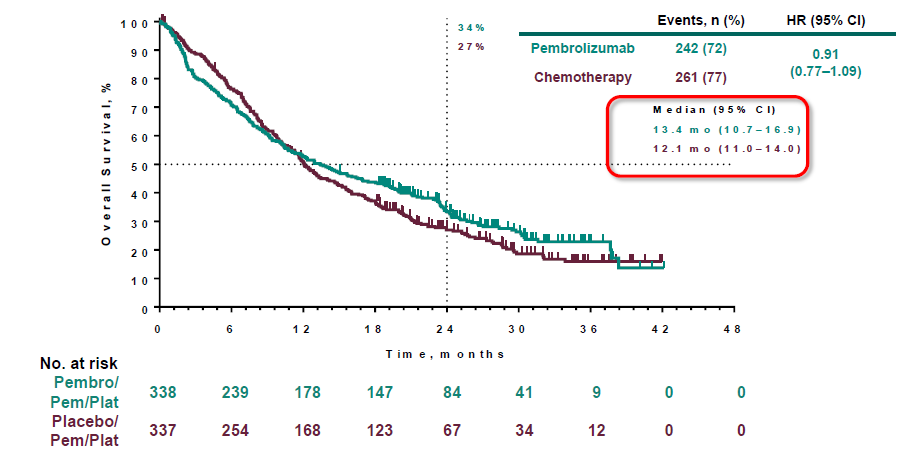 Events, n (%) HR (95% CI)
Pembrolizumab 242 (72) 0.91
(0.77–1.09)
Chemotherapy 261 (77)
34%
27%
Median (95% CI)
13.4 mo (10.7–16.9)
12.1 mo (11.0–14.0)
Overall Survival, %
100
90
80
70
60
50
40
30
20
10
0
0 6 12 18 24 30 36 42 48
Time, months
No. at risk
Pembro/
Pem/Plat 338 239 178 147 84 41 9 0 0
Placebo/
Pem/Plat 337 254 168 123 67 34 12 0 0